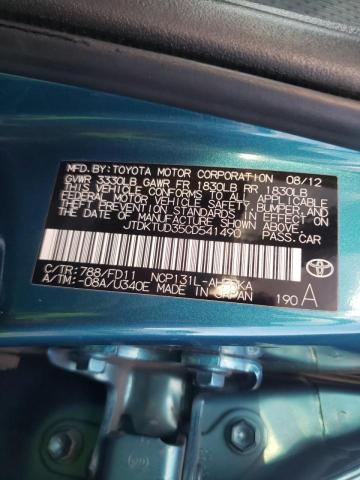 MFD.BY:TOYOTA MOTOR CORPORATION 08/12
GVWR 3330LB GAWR FR 1830LB RR 1830LB
THIS VEHICLE CONFORMS TO ALL APPLICABLE
FEDERAL MOTOR VEHICLE SAFETY, BUMPER, AND
THEFT PREVENTION STANDARDS IN EFFECT ON
THE DATE OF MANUFACTURE SHOWN ABOVE.
JTDKTUD35CD541490 PASS.CAR
C/TR:788/FD11 NCP131L-
A/TM:-08A/U340E MADE IN JAPAN 190 A
TOYOTA